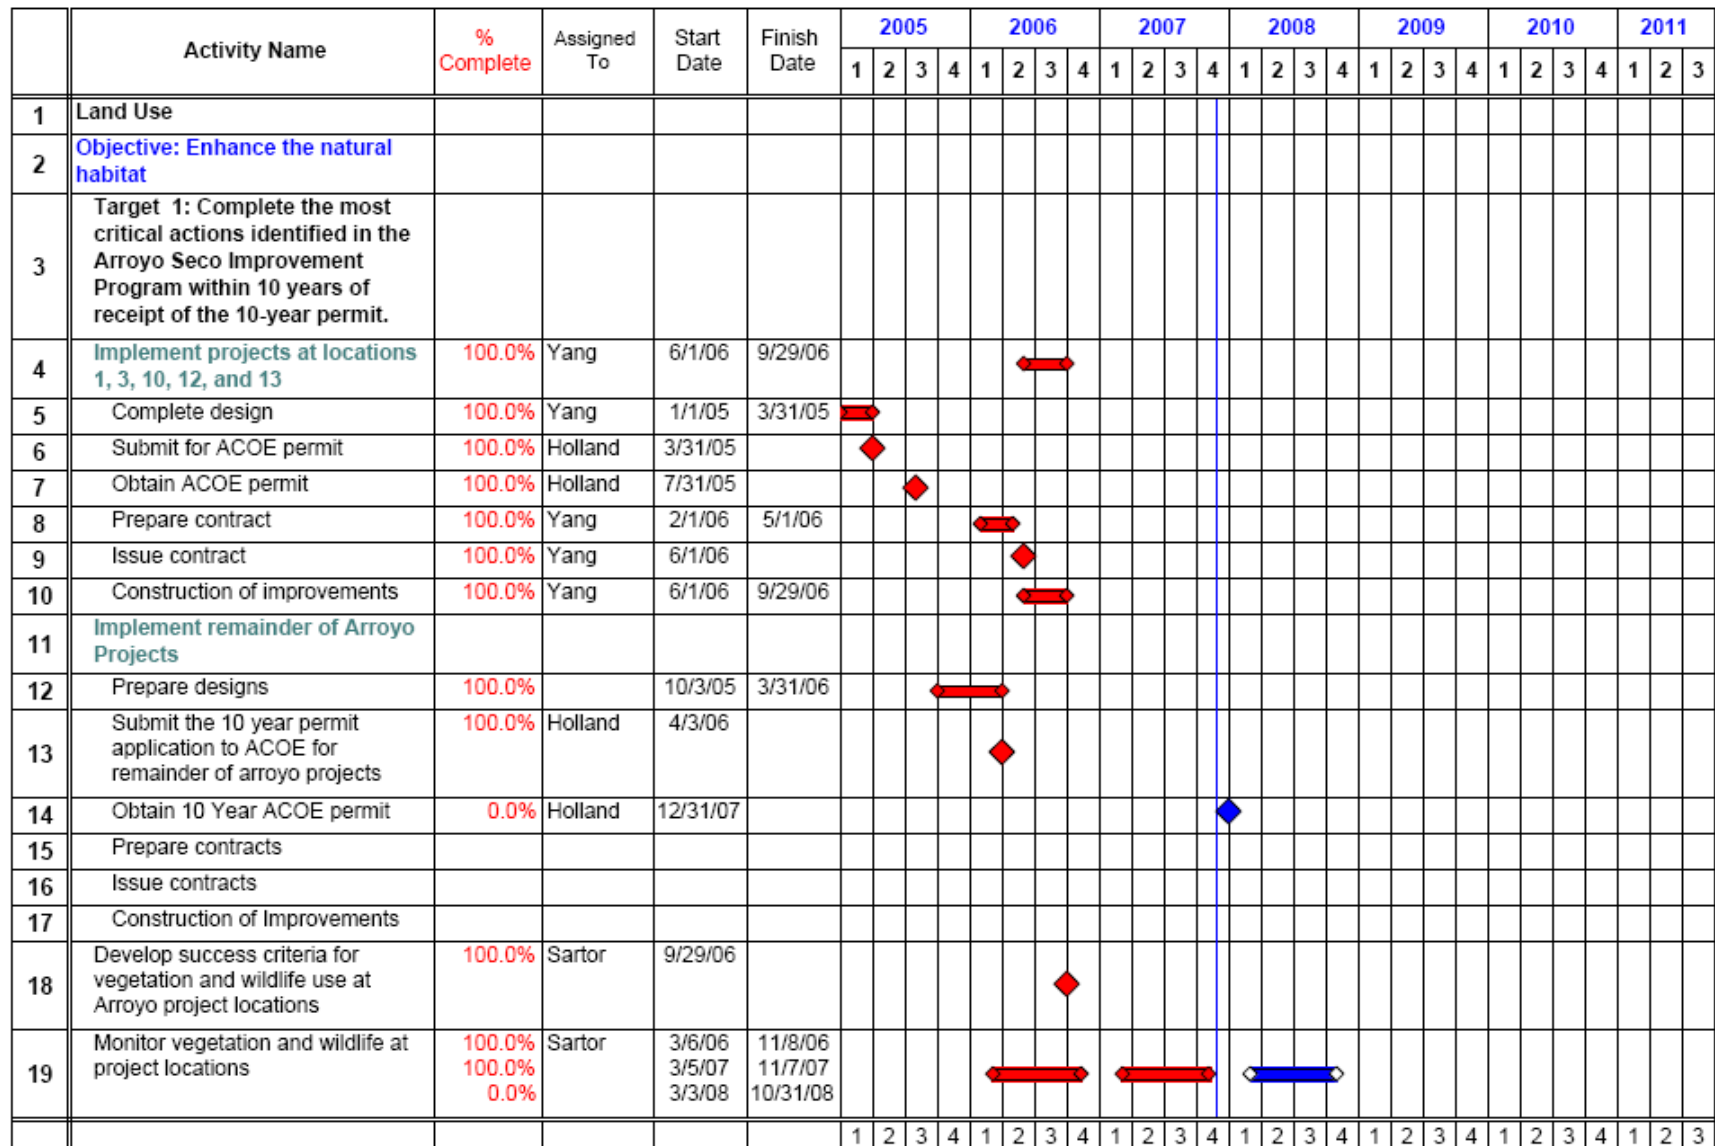 2005 2006 2007 2008 2009 2010 2011
Activity Name % Complete Assigned To Start Date Finish Date
1 2 3 4 1 2 3 4 1 2 3 4 1 2 3 4 1 2 3 4 1 2 3 4 1 2 3
1 Land Use
2 Objective: Enhance the natural
habitat
3 Target 1: Complete the most
critical actions identified in the
Arroyo Seco Improvement
Program within 10 years of
receipt of the 10-year permit.
4 Implement projects at locations 100.0% Yang 6/1/06 9/29/06
1, 3, 10, 12, and 13
5 Complete design 100.0% Yang 1/1/05 3/31/05
6 Submit for ACOE permit 100.0% Holland 3/31/05
7 Obtain ACOE permit 100.0% Holland 7/31/05
8 Prepare contract 100.0% Yang 2/1/06 5/1/06
9 Issue contract 100.0% Yang 6/1/06
10 Construction of improvements 100.0% Yang 6/1/06 9/29/06
11 Implement remainder of Arroyo
Projects
12 Prepare designs 100.0% 10/3/05 3/31/06
13 Submit the 10 year permit 100.0% Holland 4/3/06
application to ACOE for
remainder of arroyo projects
14 Obtain 10 Year ACOE permit 0.0% Holland 12/31/07
15 Prepare contracts
16 Issue contracts
17 Construction of Improvements
18 Develop success criteria for 100.0% Sartor 9/29/06
vegetation and wildlife use at
Arroyo project locations
19 Monitor vegetation and wildlife at 100.0% Sartor 3/6/06 11/8/06
project locations 100.0% 3/5/07 11/7/07
0.0% 3/3/08 10/31/08
1 2 3 4 1 2 3 4 1 2 3 4 1 2 3 4 1 2 3 4 1 2 3 4 1 2 3